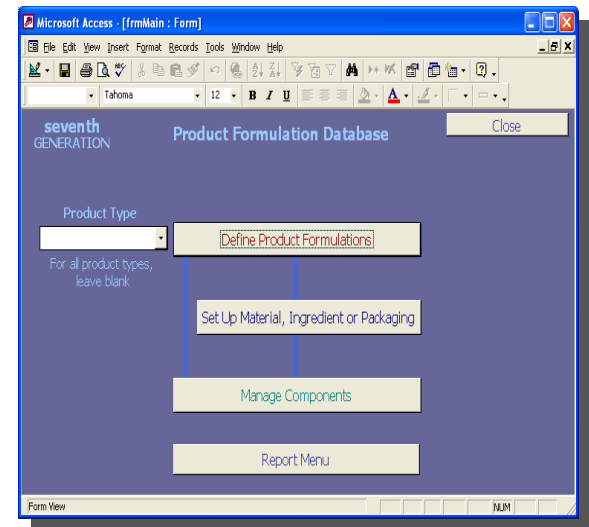 Microsoft Access - [frmMain : Form]
File Edit View Insert Format Records Tools Window Help
Tahoma 12 B I U A
seventh
GENERATION
Product Formulation Database
Close
Product Type
Define Product Formulations
For all product types,
leave blank
Set Up Material, Ingredient or Packaging
Manage Components
Report Menu
Form View NUM